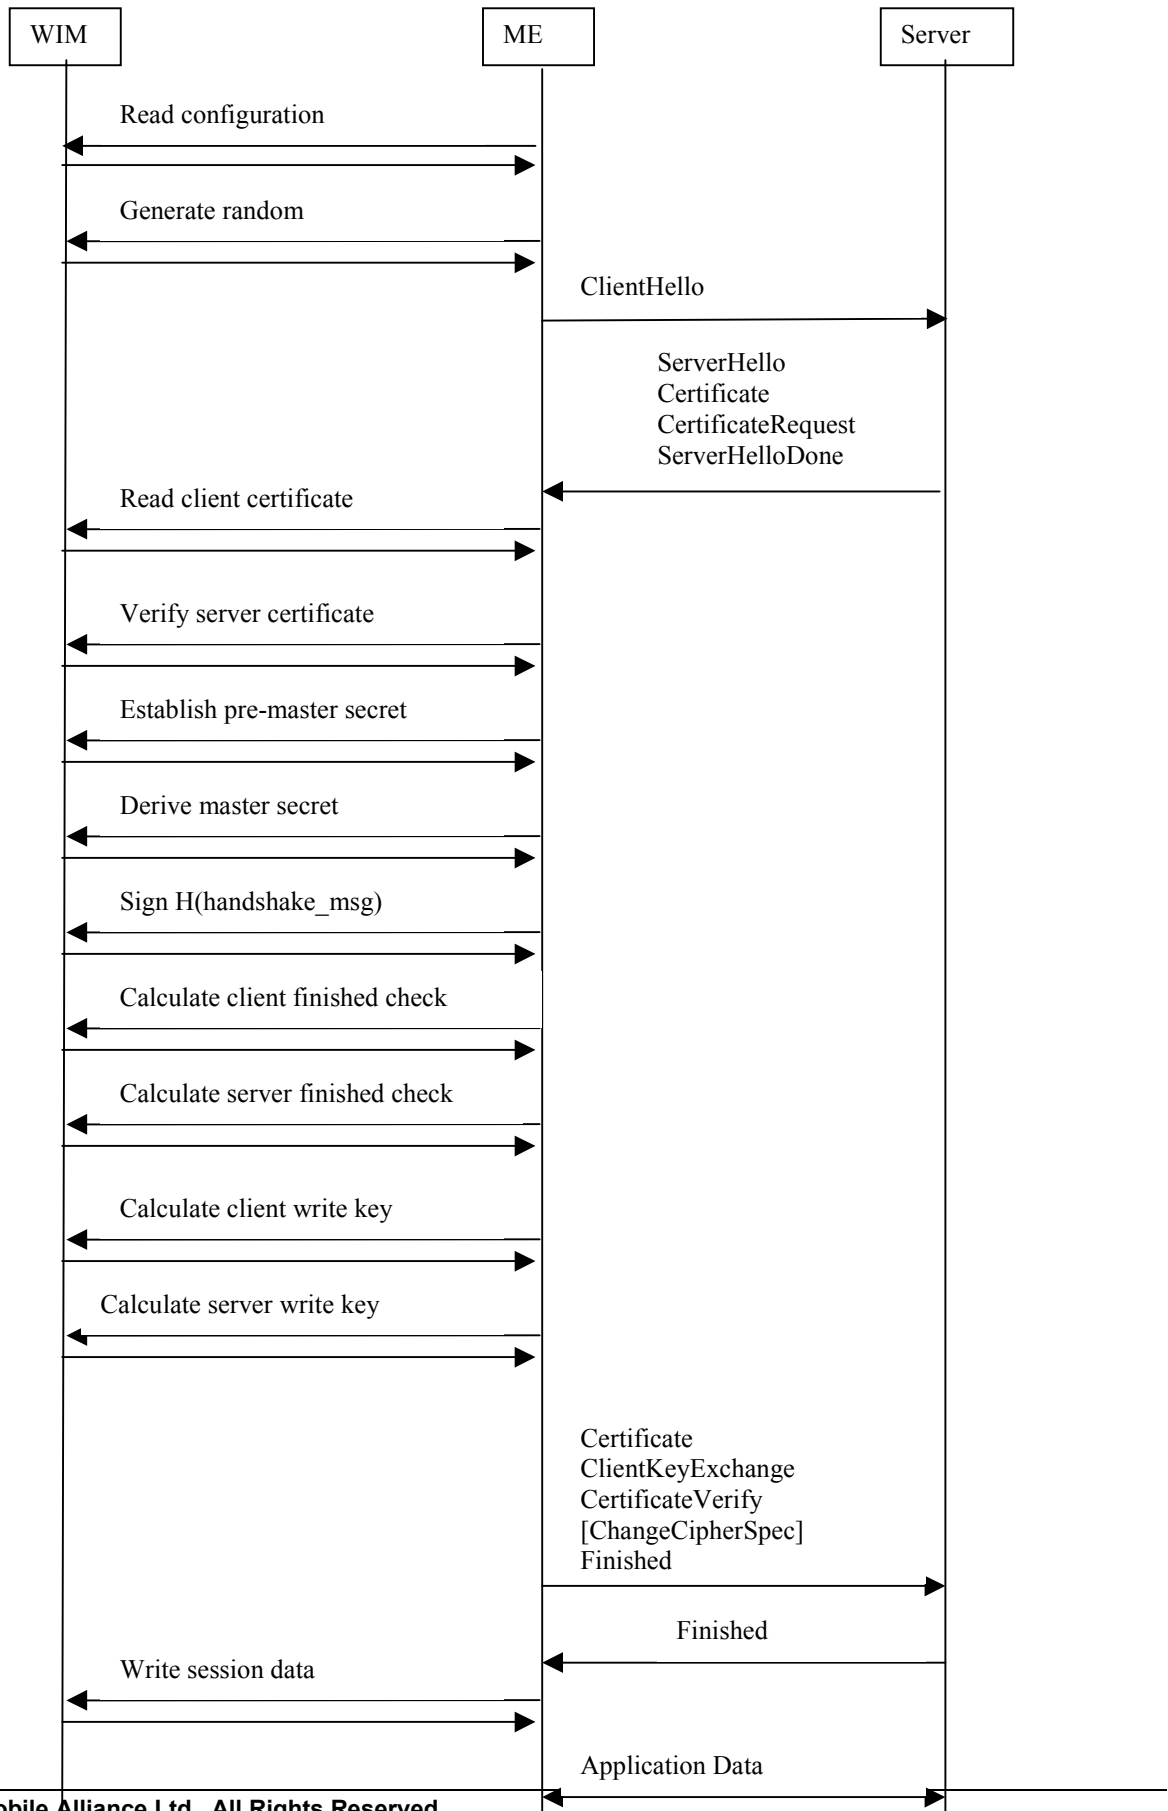 WIM
ME
Server
Read configuration
Generate random
ClientHello
ServerHello
Certificate
CertificateRequest
ServerHelloDone
Read client certificate
Verify server certificate
Establish pre-master secret
Derive master secret
Sign H(handshake_msg)
Calculate client finished check
Calculate server finished check
Calculate client write key
Calculate server write key
Certificate
ClientKeyExchange
CertificateVerify
[ChangeCipherSpec]
Finished
Finished
Write session data
Application Data
obile Alliance Ltd. All Rights Reserved